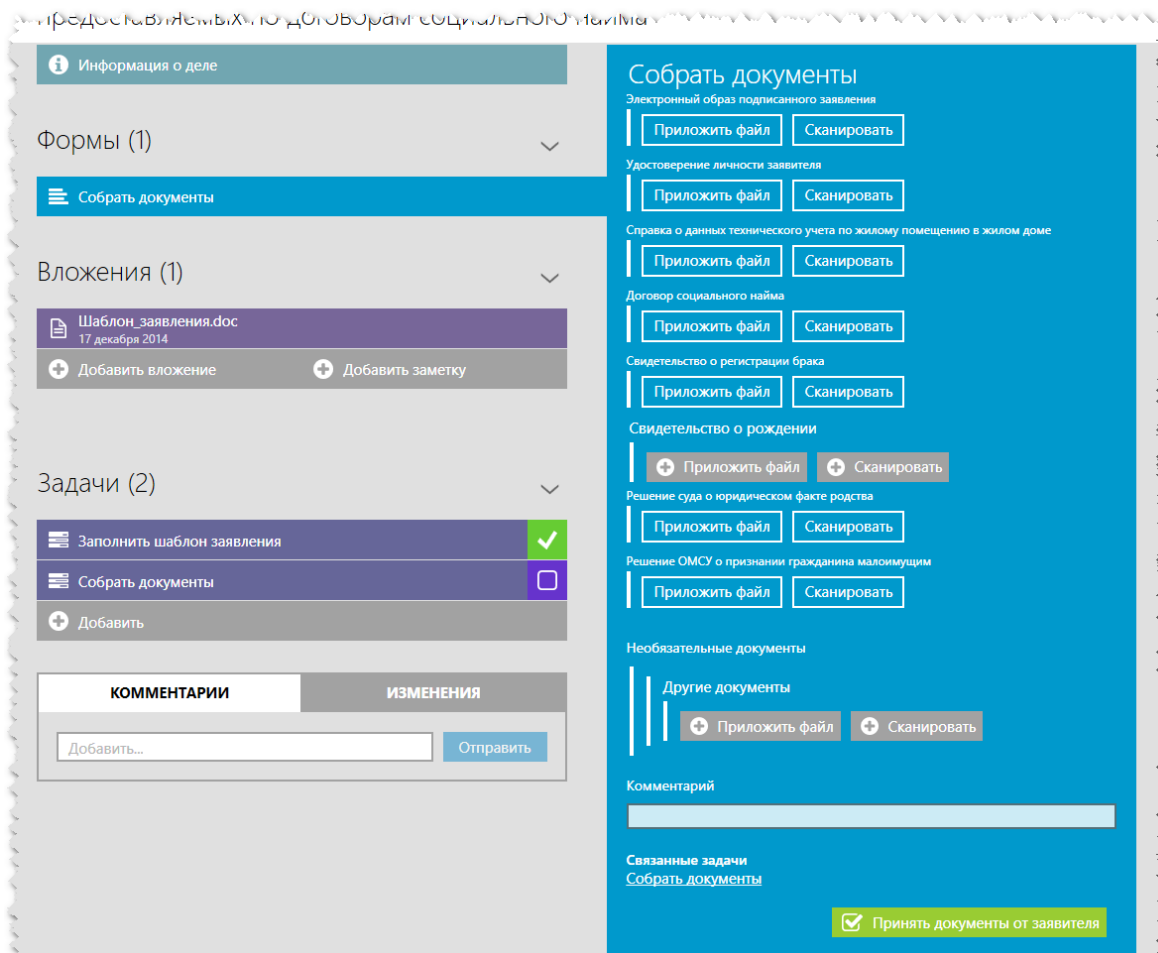 предоставляемых по договорам социального найма
Информация о деле
Формы (1)
Собрать документы
Вложения (1)
Шаблон_заявления.doc
17 декабря 2014
Добавить вложение
Добавить заметку
Задачи (2)
Заполнить шаблон заявления
Собрать документы
Добавить
КОММЕНТАРИИ
ИЗМЕНЕНИЯ
Добавить...
Отправить
Собрать документы
Электронный образ подписанного заявления
Приложить файл
Сканировать
Удостоверение личности заявителя
Приложить файл
Сканировать
Справка о данных технического учета по жилому помещению в жилом доме
Приложить файл
Сканировать
Договор социального найма
Приложить файл
Сканировать
Свидетельство о регистрации брака
Приложить файл
Сканировать
Свидетельство о рождении
Приложить файл
Сканировать
Решение суда о юридическом факте родства
Приложить файл
Сканировать
Решение ОМСУ о признании гражданина малоимущим
Приложить файл
Сканировать
Необязательные документы
Другие документы
Приложить файл
Сканировать
Комментарий
Связанные задачи
Собрать документы
Принять документы от заявителя